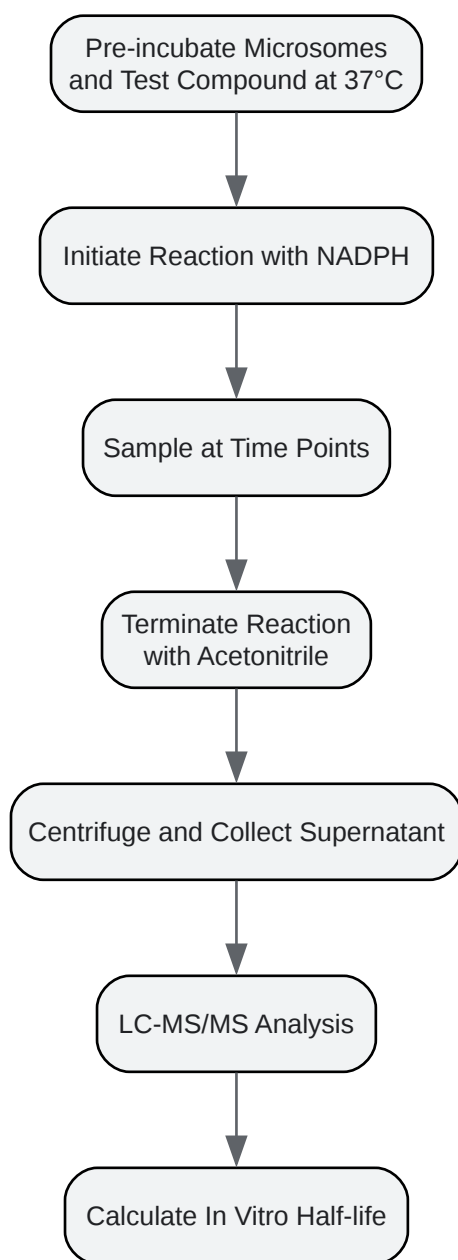 Pre-incubate Microsomes
and Test Compound at 37°C
Initiate Reaction with NADPH
Sample at Time Points
Terminate Reaction
with Acetonitrile
Centrifuge and Collect Supernatant
LC-MS/MS Analysis
Calculate In Vitro Half-life